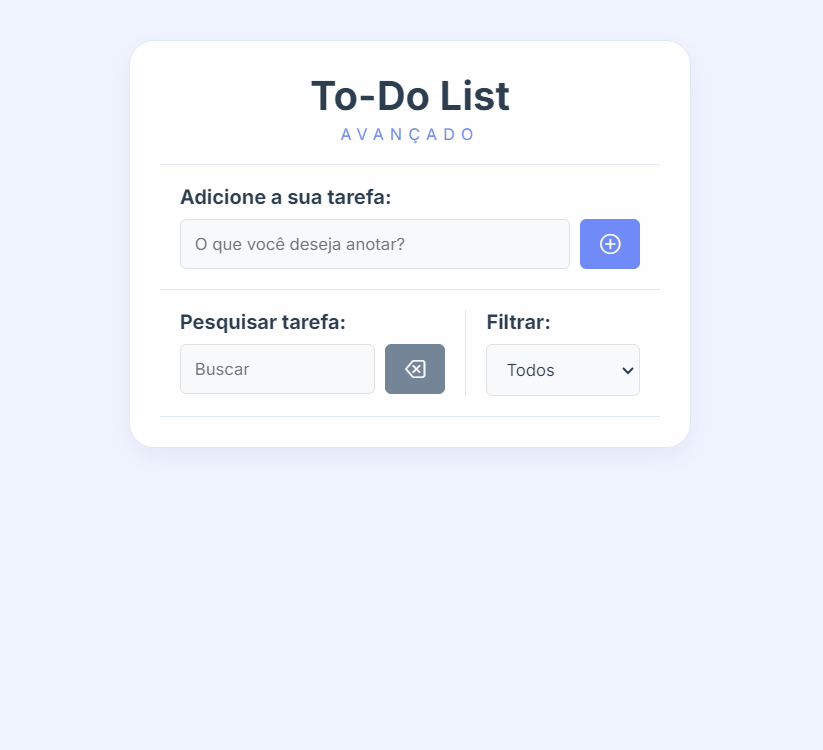 To-Do List
AVANÇADO
Adicione a sua tarefa:
O que você deseja anotar?
Pesquisar tarefa:
Buscar
Filtrar:
Todos